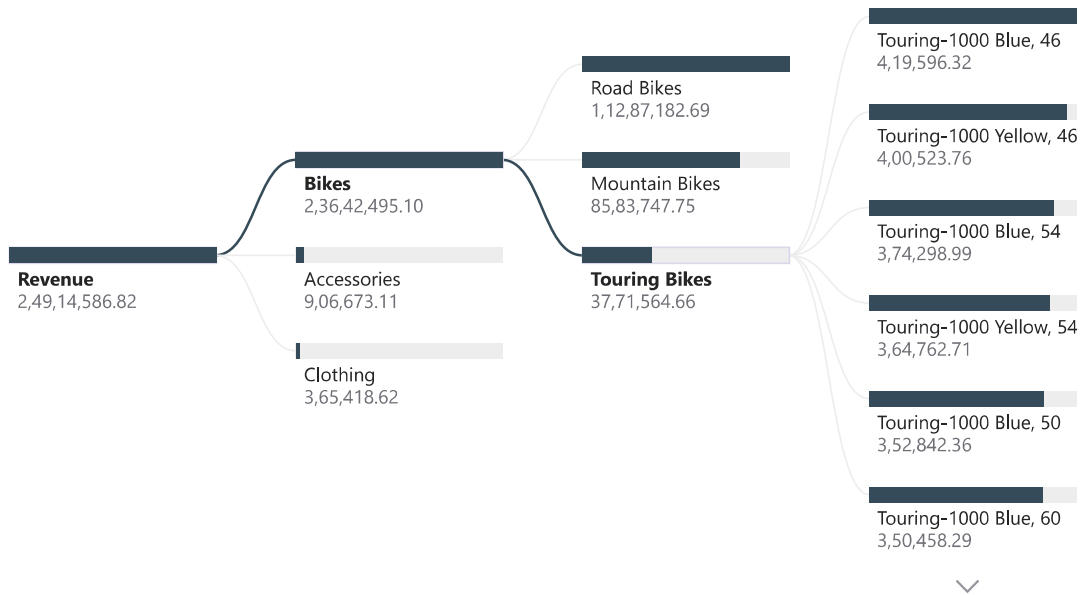 Revenue
2,49,14,586.82
Bikes
2,36,42,495.10
Accessories
9,06,673.11
Clothing
3,65,418.62
Road Bikes
1,12,87,182.69
Mountain Bikes
85,83,747.75
Touring Bikes
37,71,564.66
Touring-1000 Blue, 46
4,19,596.32
Touring-1000 Yellow, 46
4,00,523.76
Touring-1000 Blue, 54
3,74,298.99
Touring-1000 Yellow, 54
3,64,762.71
Touring-1000 Blue, 50
3,52,842.36
Touring-1000 Blue, 60
3,50,458.29